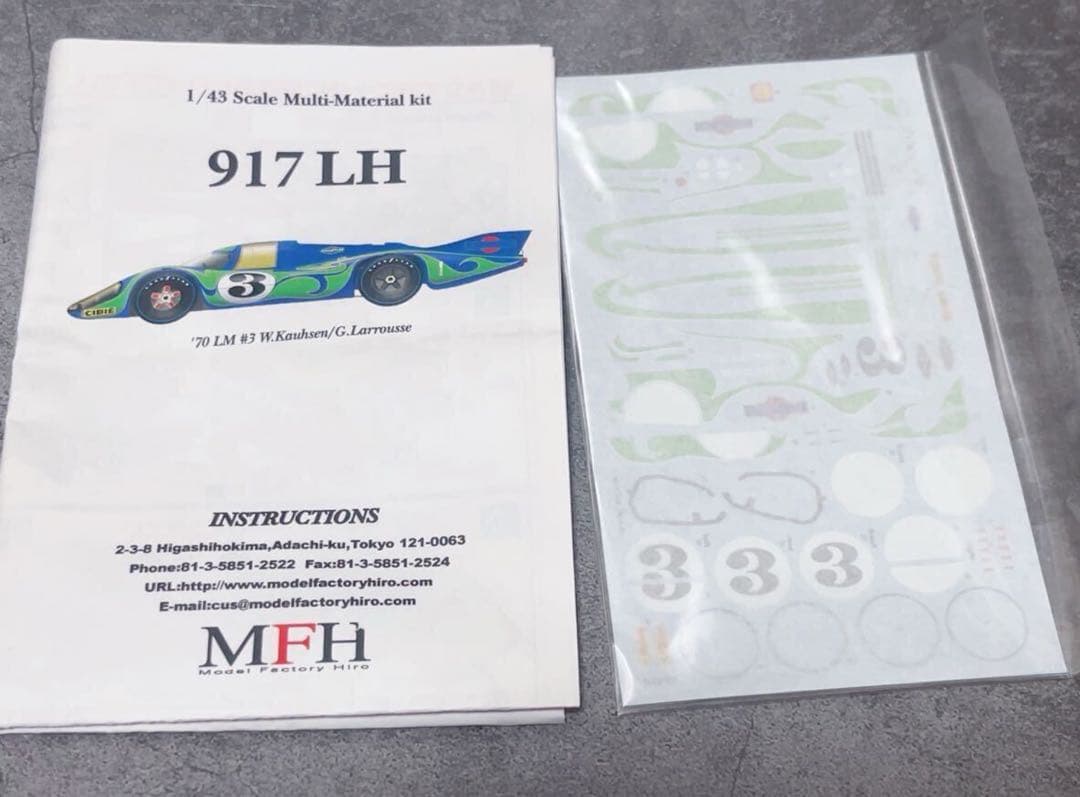 1/43 Scale Multi-Material kit
917 LH
3
CIBIE
'70 LM #3 W.Kauhsen/G.Larrousse
INSTRUCTIONS
2-3-8 Higashihokima,Adachi-ku,Tokyo 121-0063
Phone:81-3-5851-2522 Fax:81-3-5851-2524
URL:http://www.modelfactoryhiro.com
E-mail:cus@modelfactoryhiro.com
MFH
Model Factory Hiro
3 3 3